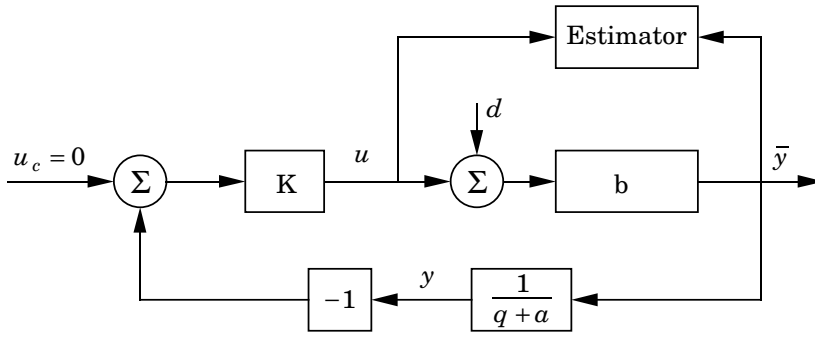 Estimator
d
u_c = 0
Σ
K
u
Σ
b
ȳ
−1
y
1
q + a